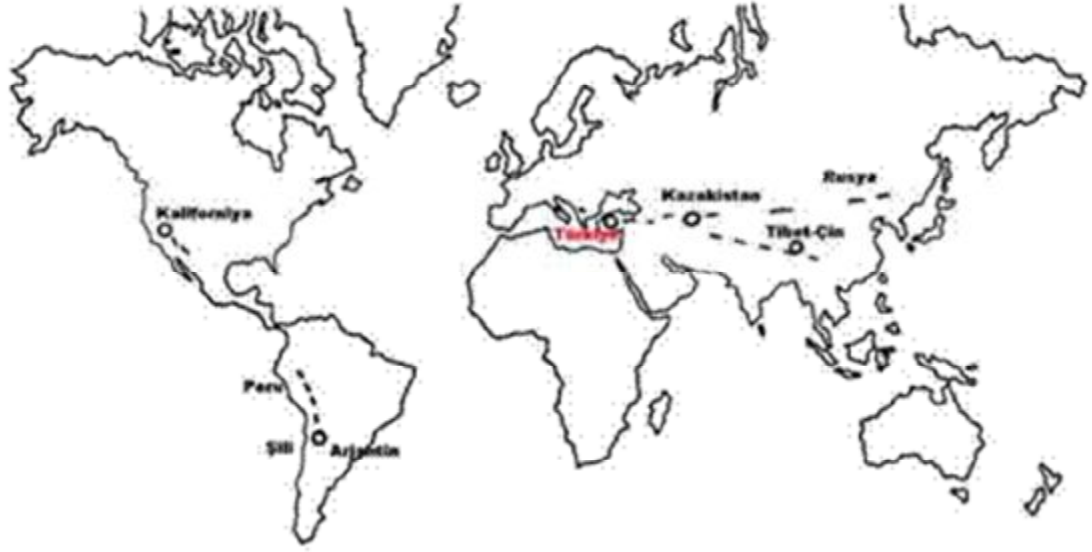 Rusya
Kazakistan
Kaliforniya
Tibet-Çin
Türkiye
Peru
Şili
Arjantin